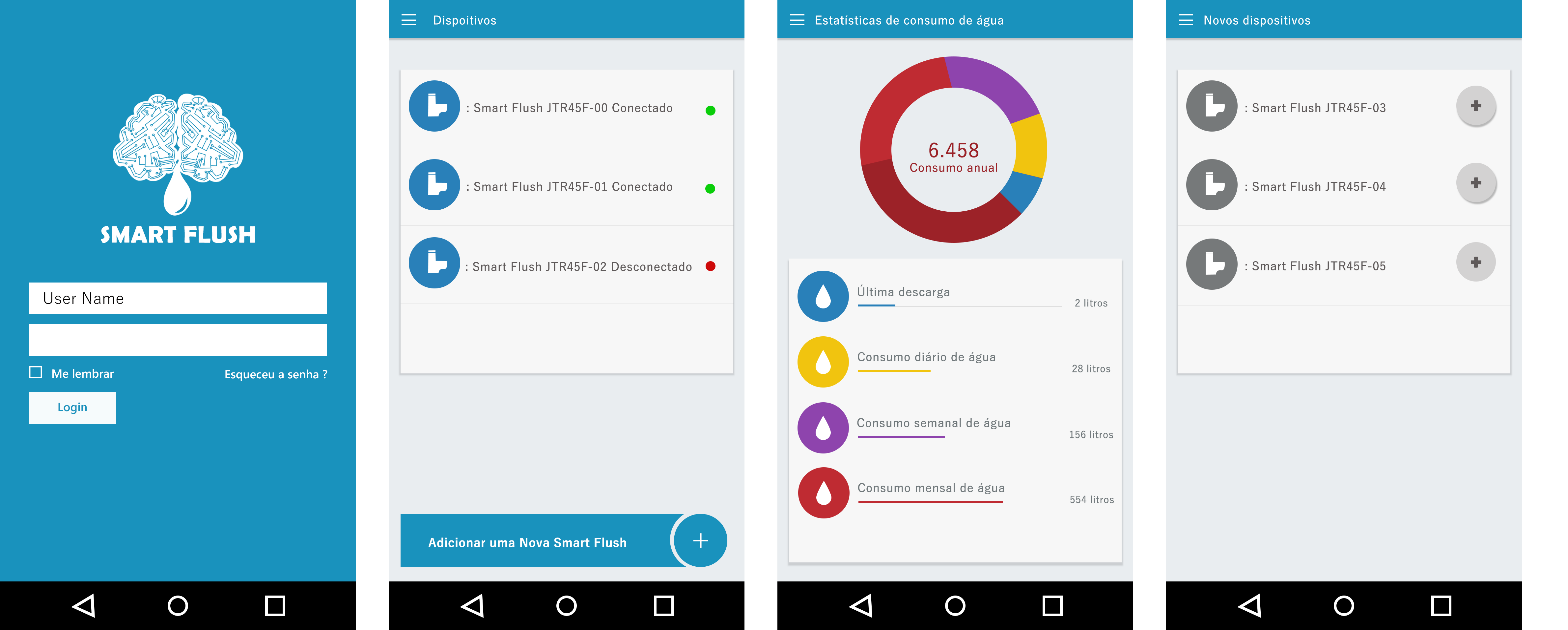 SMART FLUSH
User Name
Me lembrar
Esqueceu a senha ?
Login
Dispoitivos
: Smart Flush JTR45F-00 Conectado
: Smart Flush JTR45F-01 Conectado
: Smart Flush JTR45F-02 Desconectado
Adicionar uma Nova Smart Flush
Estatísticas de consumo de água
6.458
Consumo anual
Última descarga
2 litros
Consumo diário de água
28 litros
Consumo semanal de água
156 litros
Consumo mensal de água
554 litros
Novos dispositivos
: Smart Flush JTR45F-03
: Smart Flush JTR45F-04
: Smart Flush JTR45F-05